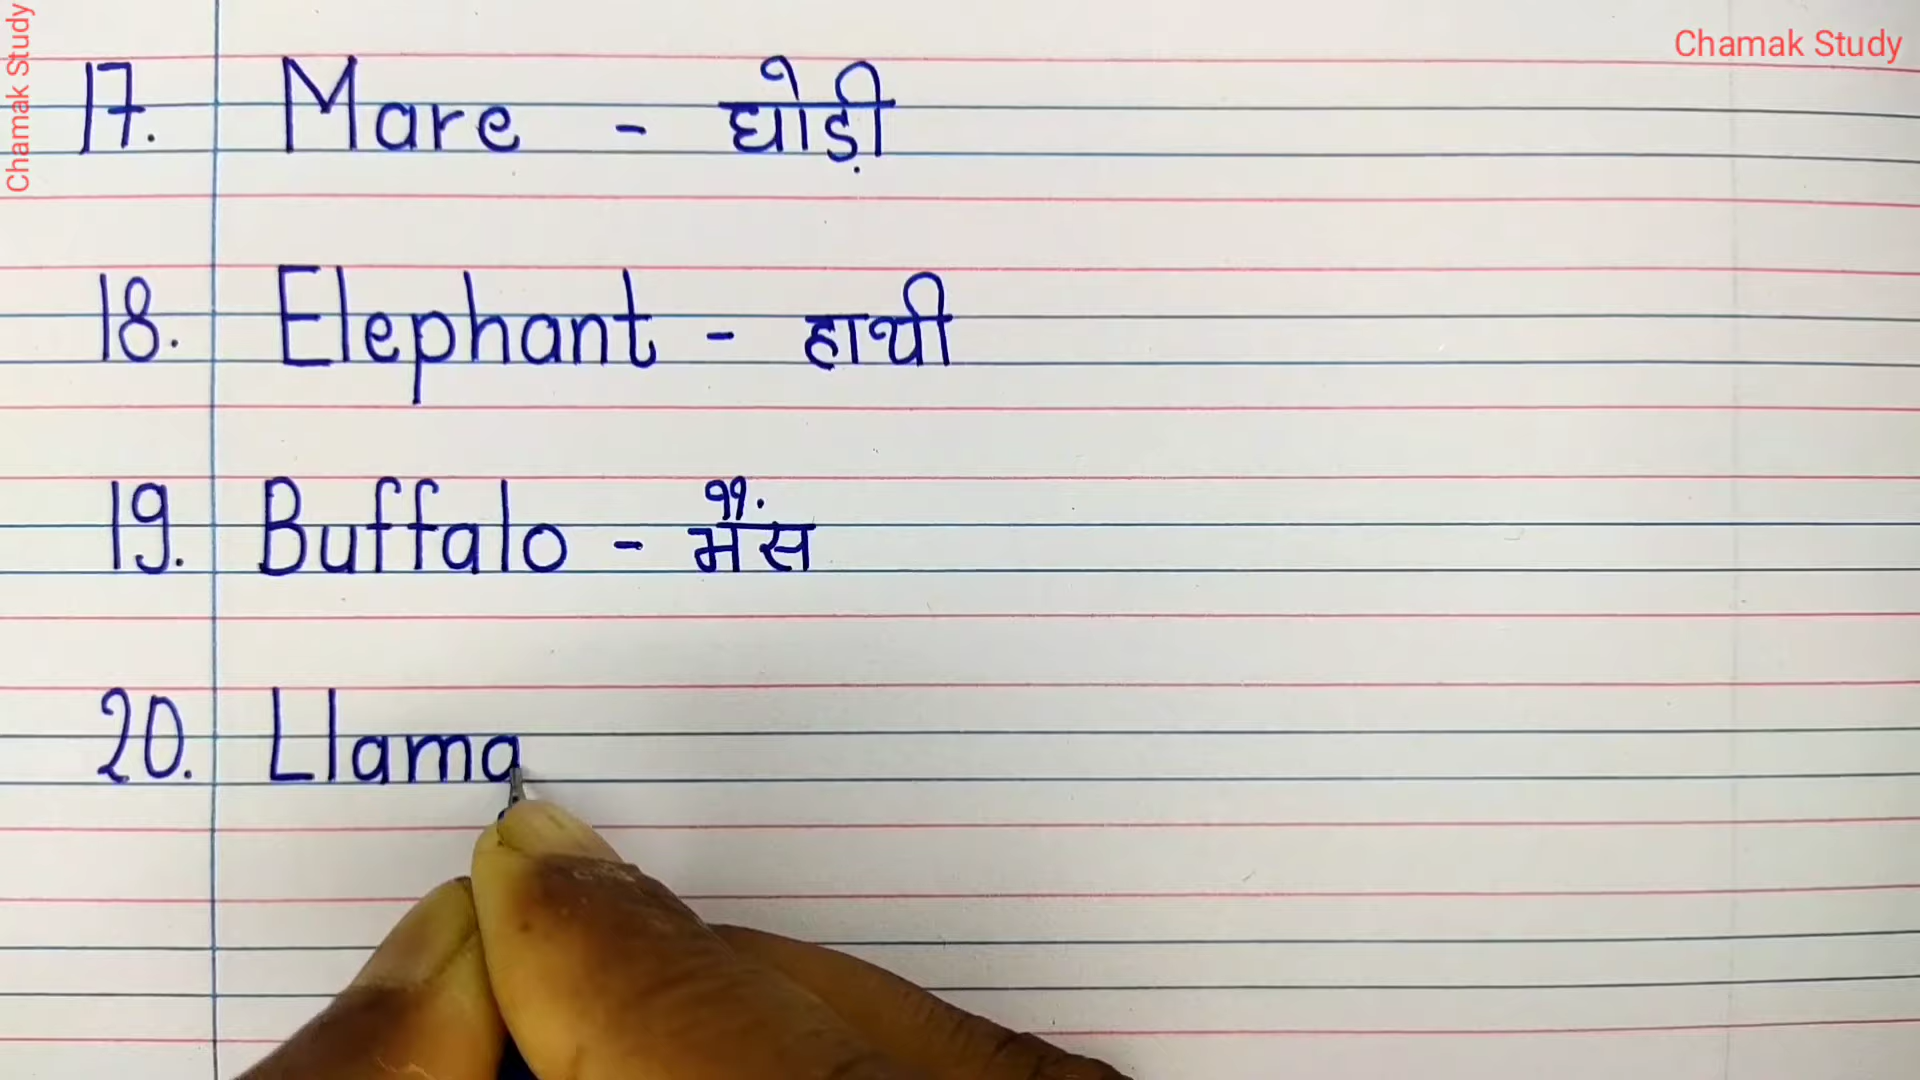 Chamak Study
Chamak Study
17. Mare - घोड़ी
18. Elephant - हाथी
19. Buffalo - भैंस
20. Llama